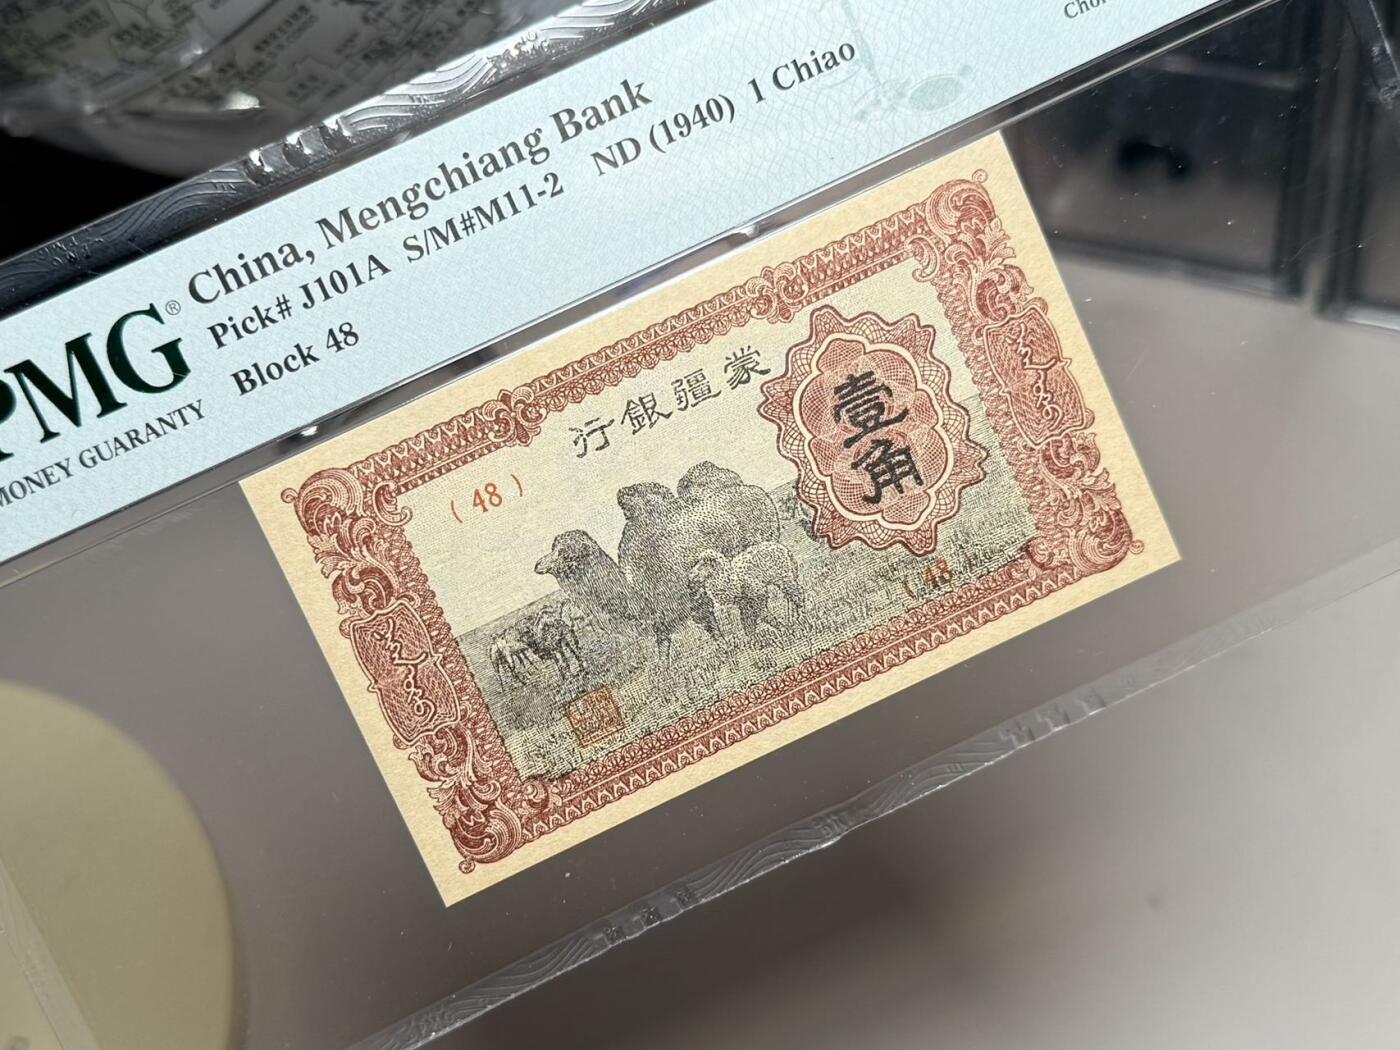 China, Mengchiang Bank
Pick# J101A S/M#M11-2 ND (1940) 1 Chiao
Block 48
PMG®
MONEY GUARANTY
行銀疆蒙
壹角
( 48 )
( 48